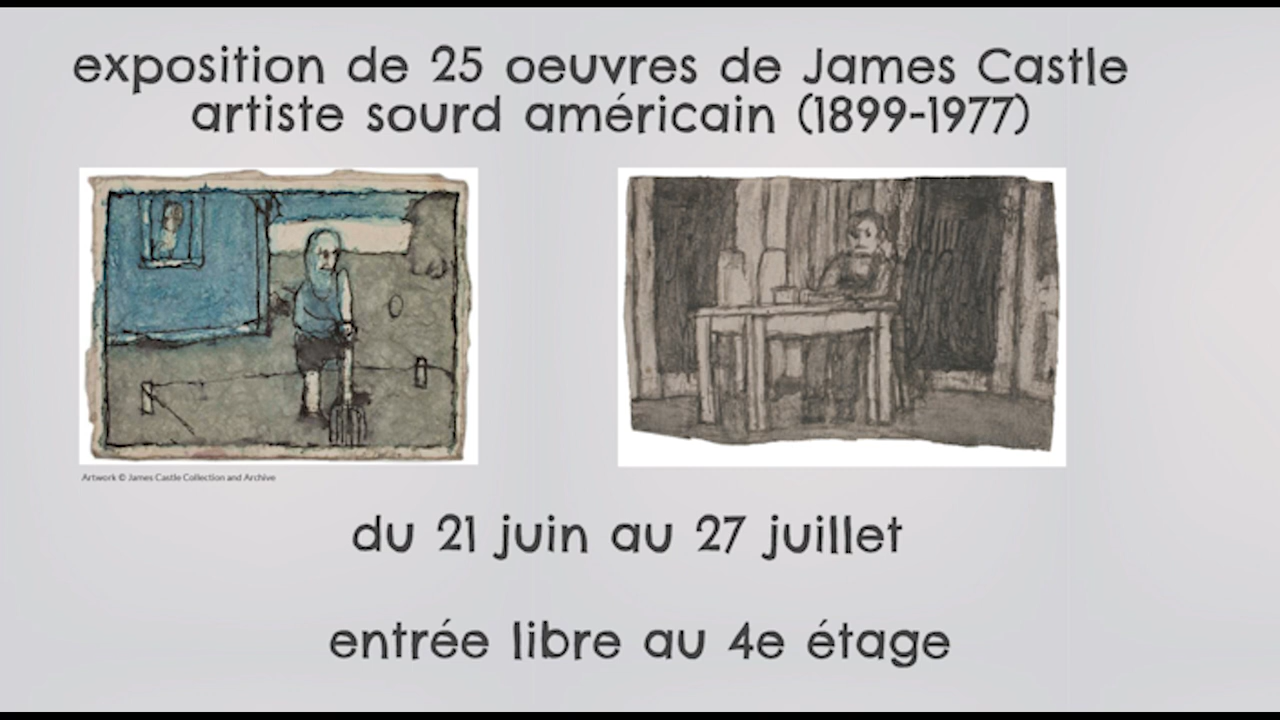 exposition de 25 oeuvres de James Castle
artiste sourd américain (1899-1977)
Artwork © James Castle Collection and Archive
du 21 juin au 27 juillet
entrée libre au 4e étage